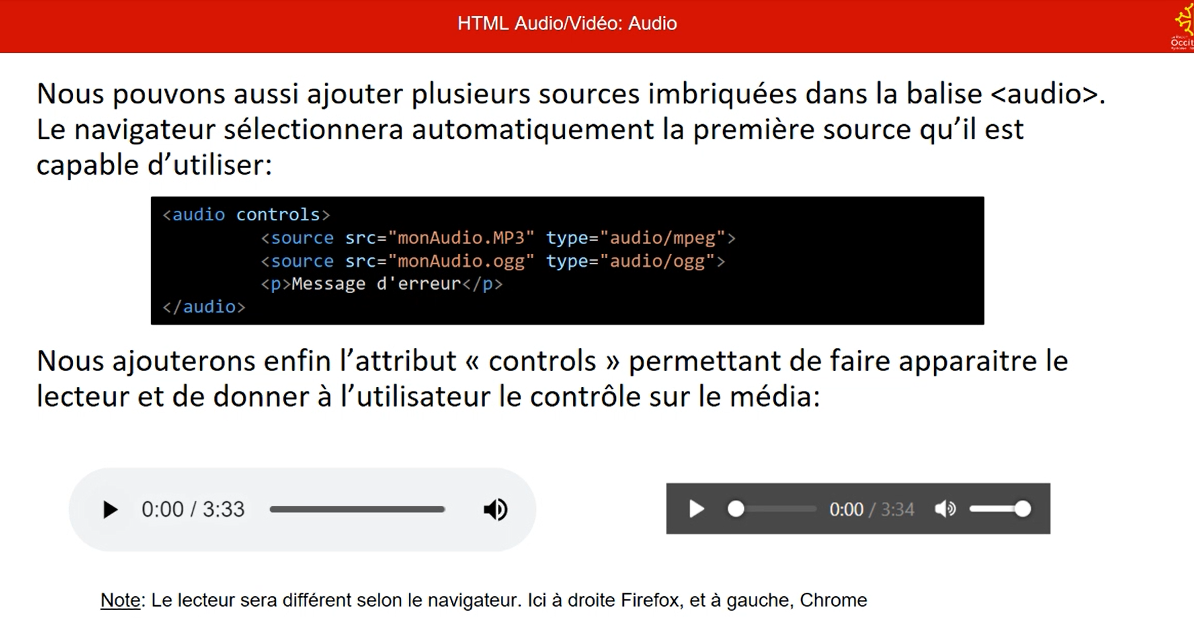 HTML Audio/Vidéo: Audio
Occit
Nous pouvons aussi ajouter plusieurs sources imbriquées dans la balise <audio>.
Le navigateur sélectionnera automatiquement la première source qu’il est
capable d’utiliser:
<audio controls>
<source src="monAudio.MP3" type="audio/mpeg">
<source src="monAudio.ogg" type="audio/ogg">
<p>Message d'erreur</p>
</audio>
Nous ajouterons enfin l’attribut « controls » permettant de faire apparaitre le
lecteur et de donner à l’utilisateur le contrôle sur le média:
0:00 / 3:33
0:00 / 3:34
Note: Le lecteur sera différent selon le navigateur. Ici à droite Firefox, et à gauche, Chrome